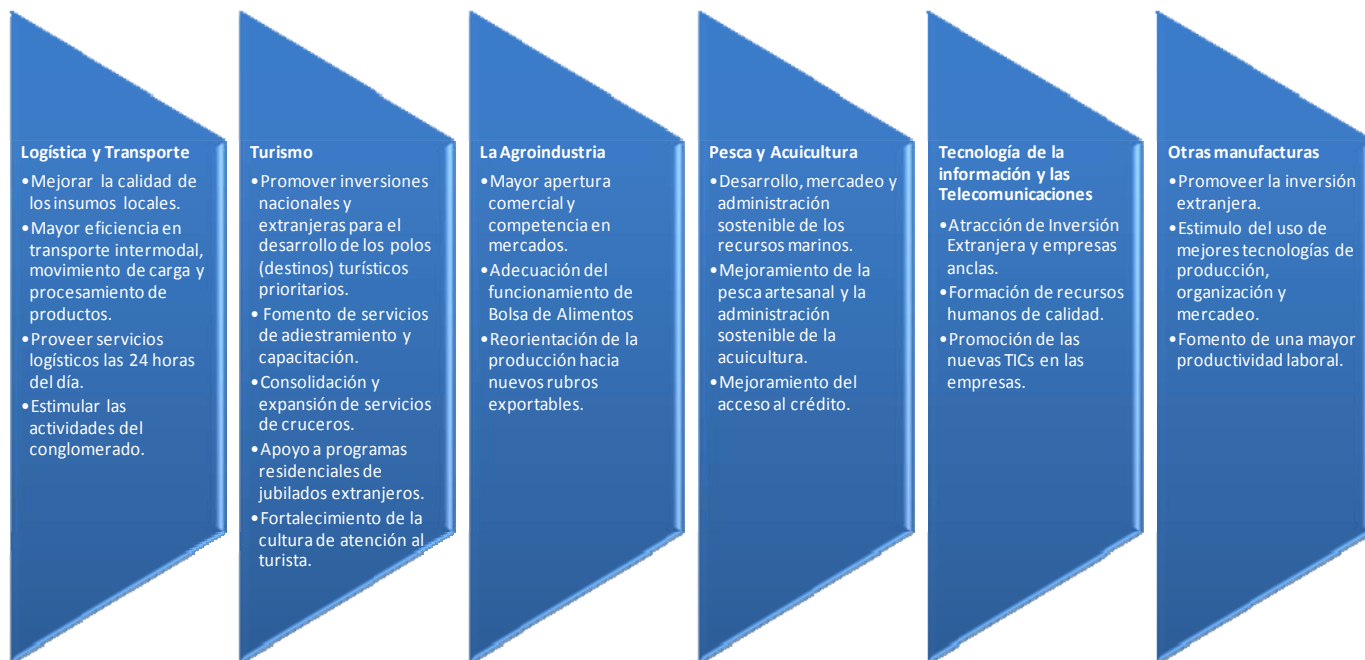 Logística y Transporte
•Mejorar la calidad de
los insumos locales.
•Mayor eficiencia en
transporte intermodal,
movimiento de carga y
procesamiento de
productos.
•Proveer servicios
logísticos las 24 horas
del día.
•Estimular las
actividades del
conglomerado.
Turismo
•Promover inversiones
nacionales y
extranjeras para el
desarrollo de los polos
(destinos) turísticos
prioritarios.
• Fomento de servicios
de adiestramiento y
capacitación.
•Consolidación y
expansión de servicios
de cruceros.
•Apoyo a programas
residenciales de
jubilados extranjeros.
•Fortalecimiento de la
cultura de atención al
turista.
La Agroindustria
•Mayor apertura
comercial y
competencia en
mercados.
•Adecuación del
funcionamiento de
Bolsa de Alimentos
•Reorientación de la
producción hacia
nuevos rubros
exportables.
Pesca y Acuicultura
•Desarrollo, mercadeo y
administración
sostenible de los
recursos marinos.
•Mejoramiento de la
pesca artesanal y la
administración
sostenible de la
acuicultura.
•Mejoramiento del
acceso al crédito.
Tecnología de la
información y las
Telecomunicaciones
•Atracción de Inversión
Extranjera y empresas
anclas.
•Formación de recursos
humanos de calidad.
•Promoción de las
nuevas TICs en las
empresas.
Otras manufacturas
•Promoveer la inversión
extranjera.
•Estimulo del uso de
mejores tecnologías de
producción,
organización y
mercadeo.
•Fomento de una mayor
productividad laboral.